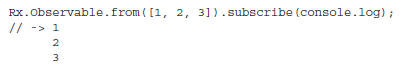 Rx.Observable.from([1, 2, 3]).subscribe(console.log);
// -> 1
2
3